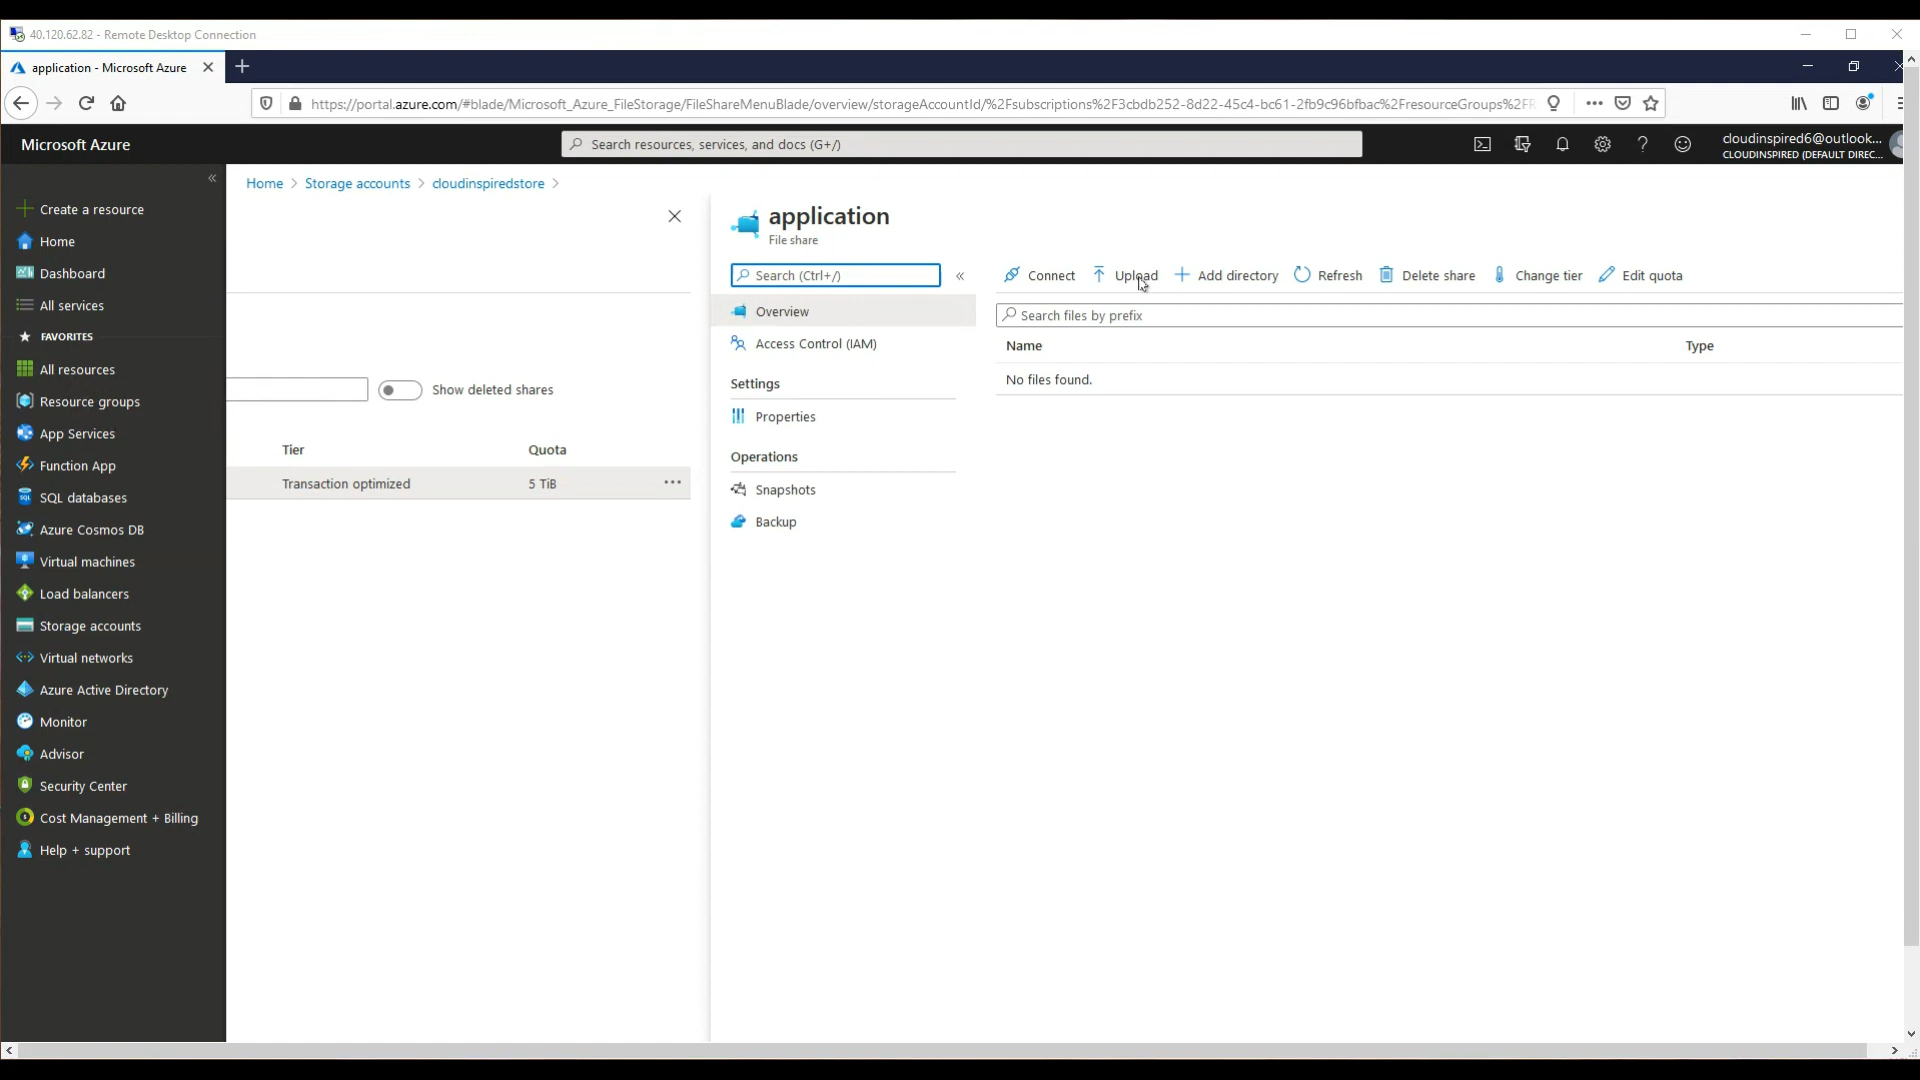 40.120.62.82 - Remote Desktop Connection
application - Microsoft Azure
https://portal.azure.com/#blade/Microsoft_Azure_FileStorage/FileShareMenuBlade/overview/storageAccountId/%2Fsubscriptions%2F3cbdb252-8d22-45c4-bc61-2fb9c96bfbac%2FresourceGroups%2FR
Microsoft Azure
Search resources, services, and docs (G+/)
cloudinspired6@outlook...
CLOUDINSPIRED (DEFAULT DIREC...
Create a resource
Home
Dashboard
All services
FAVORITES
All resources
Resource groups
App Services
Function App
SQL databases
Azure Cosmos DB
Virtual machines
Load balancers
Storage accounts
Virtual networks
Azure Active Directory
Monitor
Advisor
Security Center
Cost Management + Billing
Help + support
Home > Storage accounts > cloudinspiredstore >
Show deleted shares
Tier Quota
Transaction optimized 5 TiB
application
File share
Search (Ctrl+/)
Overview
Access Control (IAM)
Settings
Properties
Operations
Snapshots
Backup
Connect Upload Add directory Refresh Delete share Change tier Edit quota
Search files by prefix
Name Type
No files found.